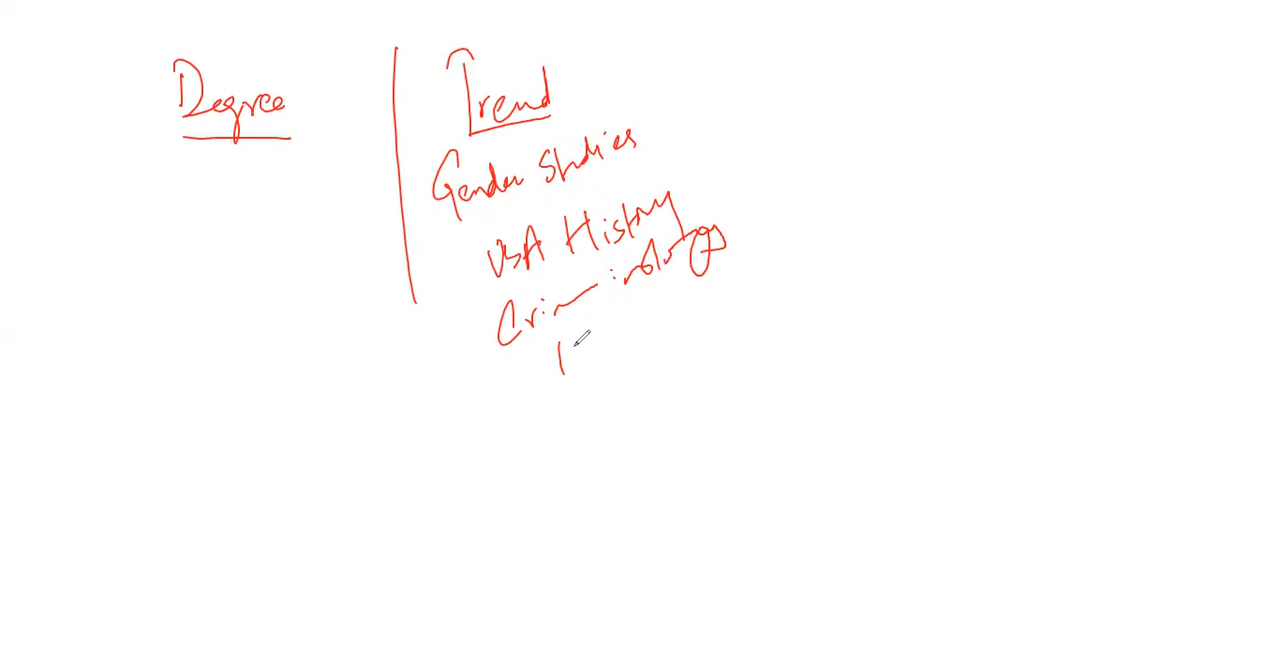 Degree
Trend
Gender Studies
USA History
Criminology